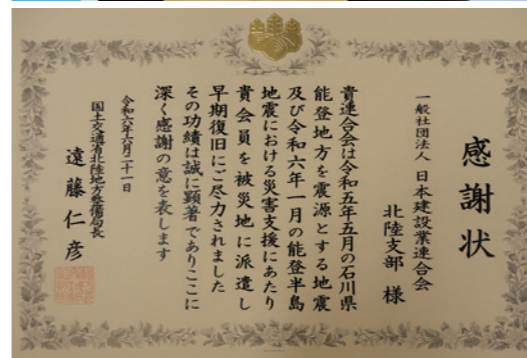 感謝状
一般社団法人 日本建設業連合会
北陸支部 様
貴連合会は令和五年五月の石川県
能登地方を震源とする地震
及び令和六年一月の能登半島
地震における災害支援にあたり
貴会員を被災地に派遣し
早期復旧にご尽力されました
その功績は誠に顕著でありここに
深く感謝の意を表します
令和六年六月二十一日
国土交通省北陸地方整備局長
遠藤仁彦